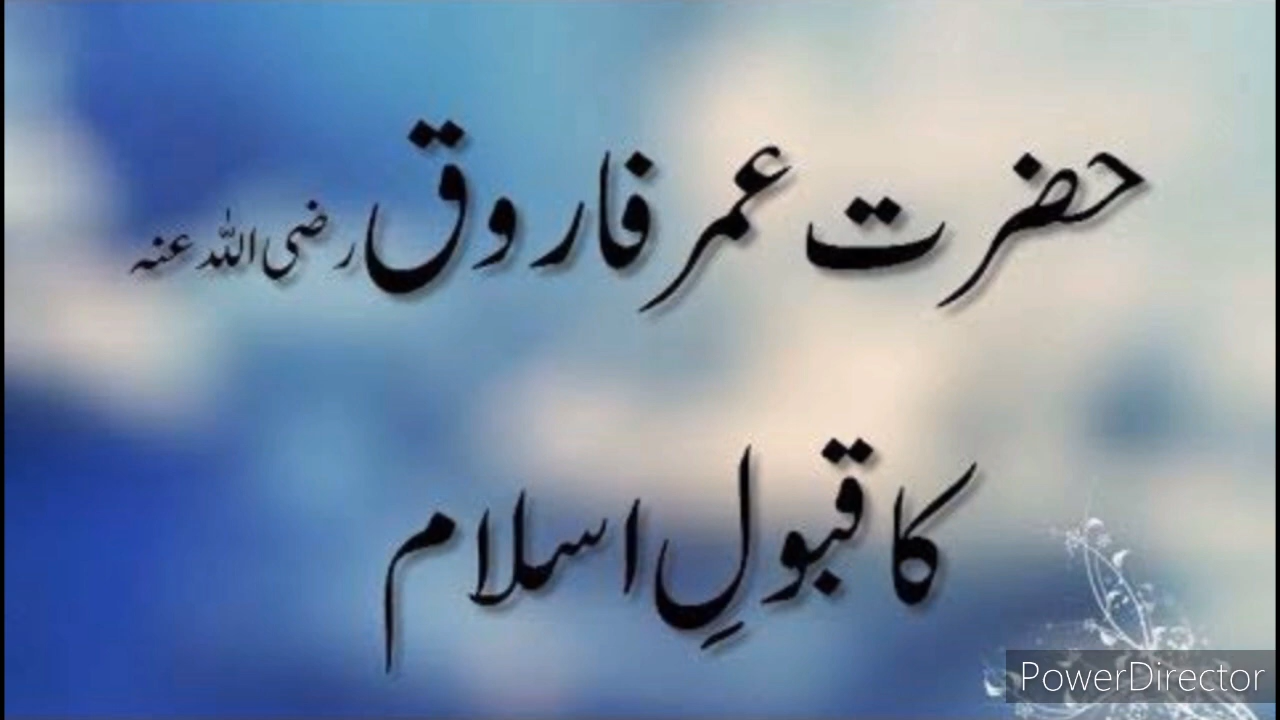 حضرت عمر فاروق رضی اللہ عنہ
کا قبولِ اسلام
PowerDirector